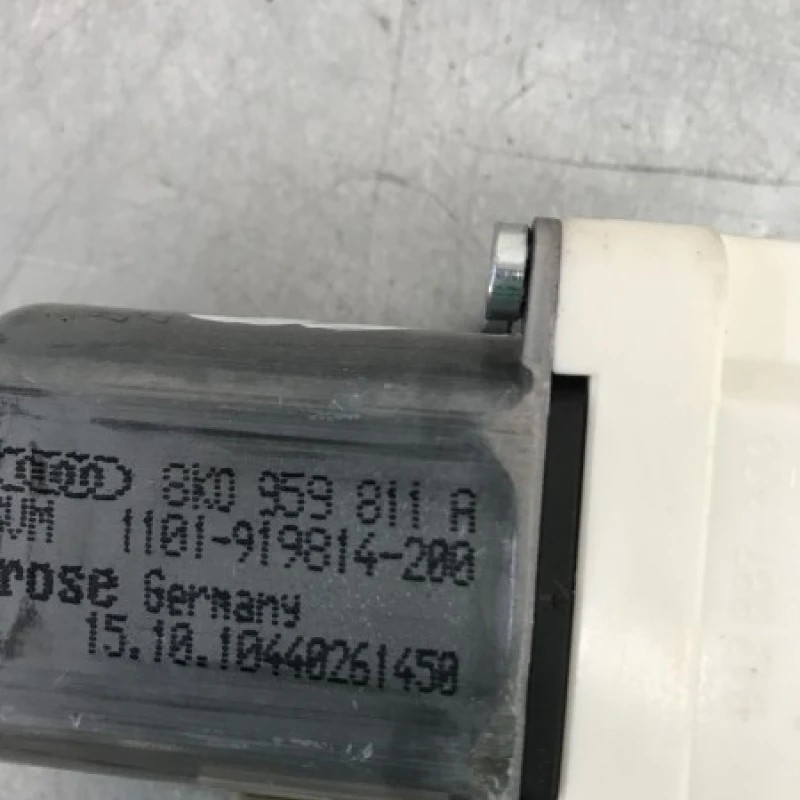 8K0 959 811 A
1101-919814-200
rose Germany
15.10.10440261450